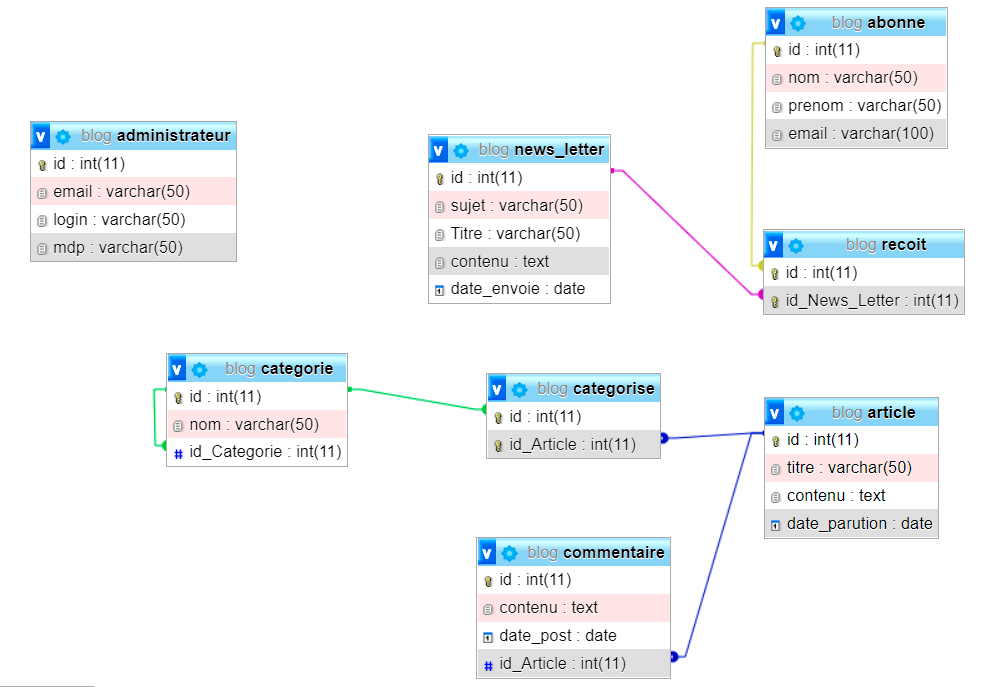 blog administrateur
id : int(11)
email : varchar(50)
login : varchar(50)
mdp : varchar(50)
blog news_letter
id : int(11)
sujet : varchar(50)
Titre : varchar(50)
contenu : text
date_envoie : date
blog abonne
id : int(11)
nom : varchar(50)
prenom : varchar(50)
email : varchar(100)
blog recoit
id : int(11)
id_News_Letter : int(11)
blog categorie
id : int(11)
nom : varchar(50)
id_Categorie : int(11)
blog categorise
id : int(11)
id_Article : int(11)
blog article
id : int(11)
titre : varchar(50)
contenu : text
date_parution : date
blog commentaire
id : int(11)
contenu : text
date_post : date
id_Article : int(11)